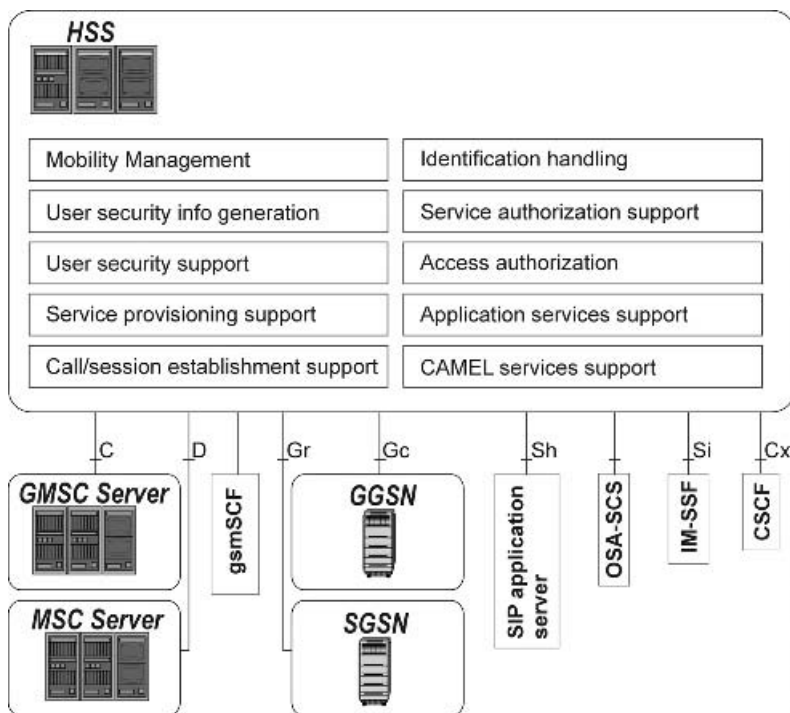 HSS
Mobility Management
Identification handling
User security info generation
Service authorization support
User security support
Access authorization
Service provisioning support
Application services support
Call/session establishment support
CAMEL services support
C
D
Gr
Gc
Sh
Si
Cx
GMSC Server
gsmSCF
GGSN
SIP application
server
OSA-SCS
IM-SSF
CSCF
MSC Server
SGSN